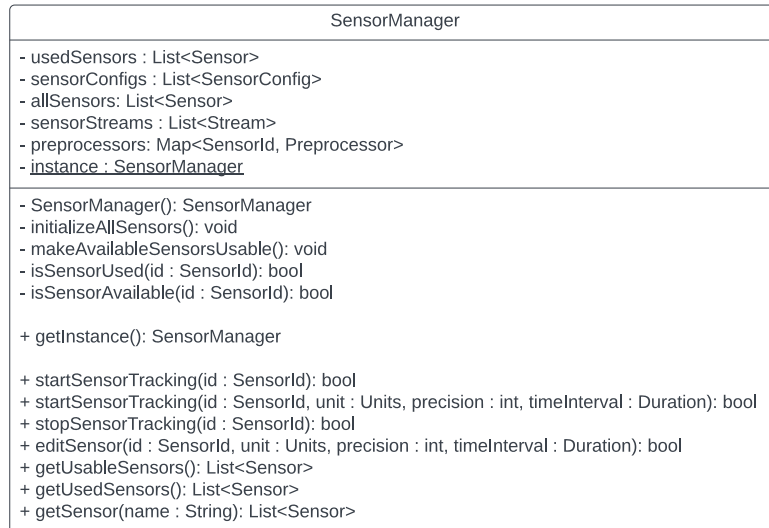 SensorManager
- usedSensors : List<Sensor>
- sensorConfigs : List<SensorConfig>
- allSensors: List<Sensor>
- sensorStreams : List<Stream>
- preprocessors: Map<SensorId, Preprocessor>
- instance : SensorManager
- SensorManager(): SensorManager
- initializeAllSensors(): void
- makeAvailableSensorsUsable(): void
- isSensorUsed(id : SensorId): bool
- isSensorAvailable(id : SensorId): bool
+ getInstance(): SensorManager
+ startSensorTracking(id : SensorId): bool
+ startSensorTracking(id : SensorId, unit : Units, precision : int, timeInterval : Duration): bool
+ stopSensorTracking(id : SensorId): bool
+ editSensor(id : SensorId, unit : Units, precision : int, timeInterval : Duration): bool
+ getUsableSensors(): List<Sensor>
+ getUsedSensors(): List<Sensor>
+ getSensor(name : String): List<Sensor>